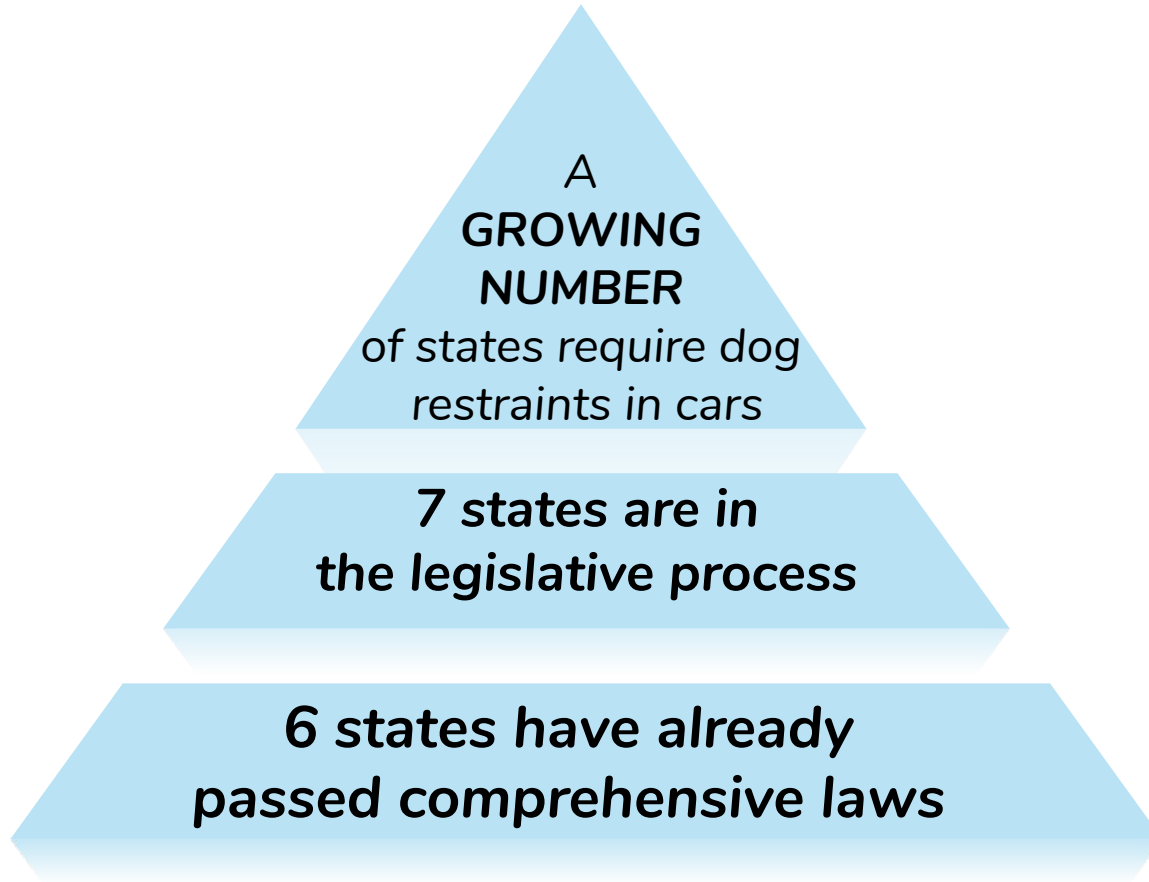 A
GROWING
NUMBER
of states require dog
restraints in cars
7 states are in
the legislative process
6 states have already
passed comprehensive laws